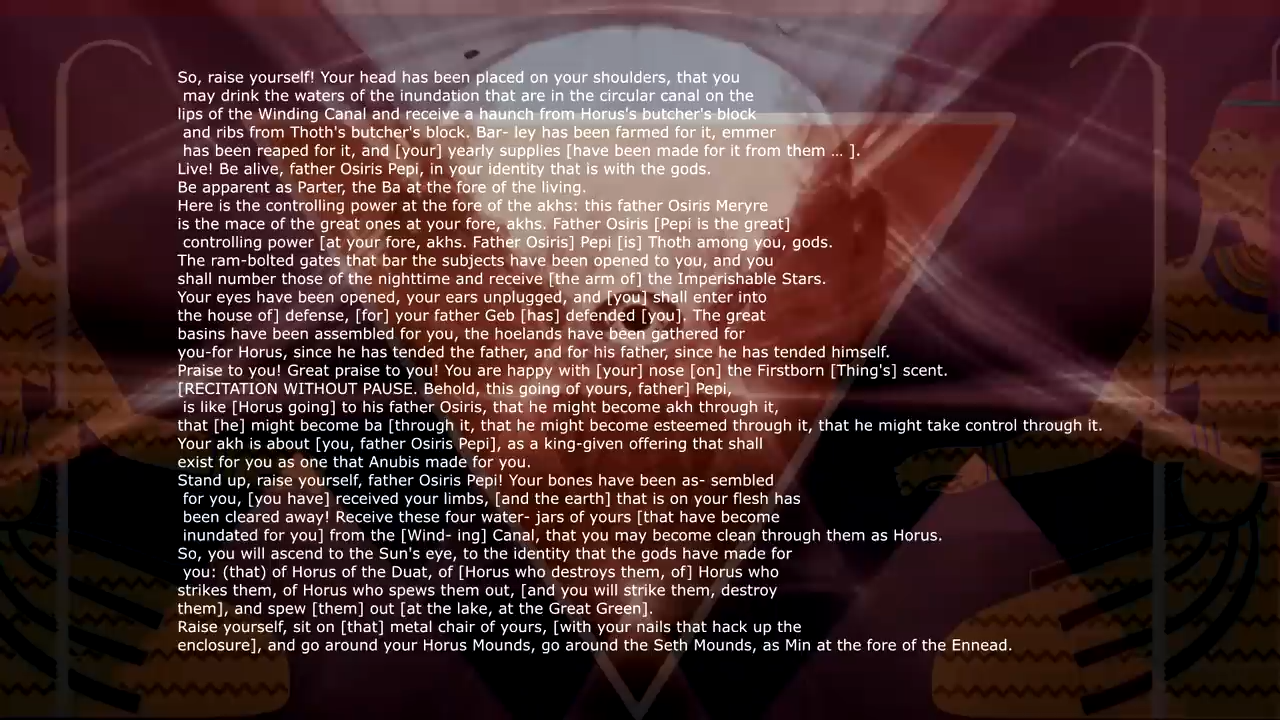 So, raise yourself! Your head has been placed on your shoulders, that you
may drink the waters of the inundation that are in the circular canal on the
lips of the Winding Canal and receive a haunch from Horus's butcher's block
and ribs from Thoth's butcher's block. Bar- ley has been farmed for it, emmer
has been reaped for it, and [your] yearly supplies [have been made for it from them ... ].
Live! Be alive, father Osiris Pepi, in your identity that is with the gods.
Be apparent as Parter, the Ba at the fore of the living.
Here is the controlling power at the fore of the akhs: this father Osiris Meryre
is the mace of the great ones at your fore, akhs. Father Osiris [Pepi is the great]
controlling power [at your fore, akhs. Father Osiris] Pepi [is] Thoth among you, gods.
The ram-bolted gates that bar the subjects have been opened to you, and you
shall number those of the nighttime and receive [the arm of] the Imperishable Stars.
Your eyes have been opened, your ears unplugged, and [you] shall enter into
the house of] defense, [for] your father Geb [has] defended [you]. The great
basins have been assembled for you, the hoelands have been gathered for
you-for Horus, since he has tended the father, and for his father, since he has tended himself.
Praise to you! Great praise to you! You are happy with [your] nose [on] the Firstborn [Thing's] scent.
[RECITATION WITHOUT PAUSE. Behold, this going of yours, father] Pepi,
is like [Horus going] to his father Osiris, that he might become akh through it,
that [he] might become ba [through it, that he might become esteemed through it, that he might take control through it.
Your akh is about [you, father Osiris Pepi], as a king-given offering that shall
exist for you as one that Anubis made for you.
Stand up, raise yourself, father Osiris Pepi! Your bones have been as- sembled
for you, [you have] received your limbs, [and the earth] that is on your flesh has
been cleared away! Receive these four water- jars of yours [that have become
inundated for you] from the [Wind- ing] Canal, that you may become clean through them as Horus.
So, you will ascend to the Sun's eye, to the identity that the gods have made for
you: (that) of Horus of the Duat, of [Horus who destroys them, of] Horus who
strikes them, of Horus who spews them out, [and you will strike them, destroy
them], and spew [them] out [at the lake, at the Great Green].
Raise yourself, sit on [that] metal chair of yours, [with your nails that hack up the
enclosure], and go around your Horus Mounds, go around the Seth Mounds, as Min at the fore of the Ennead.